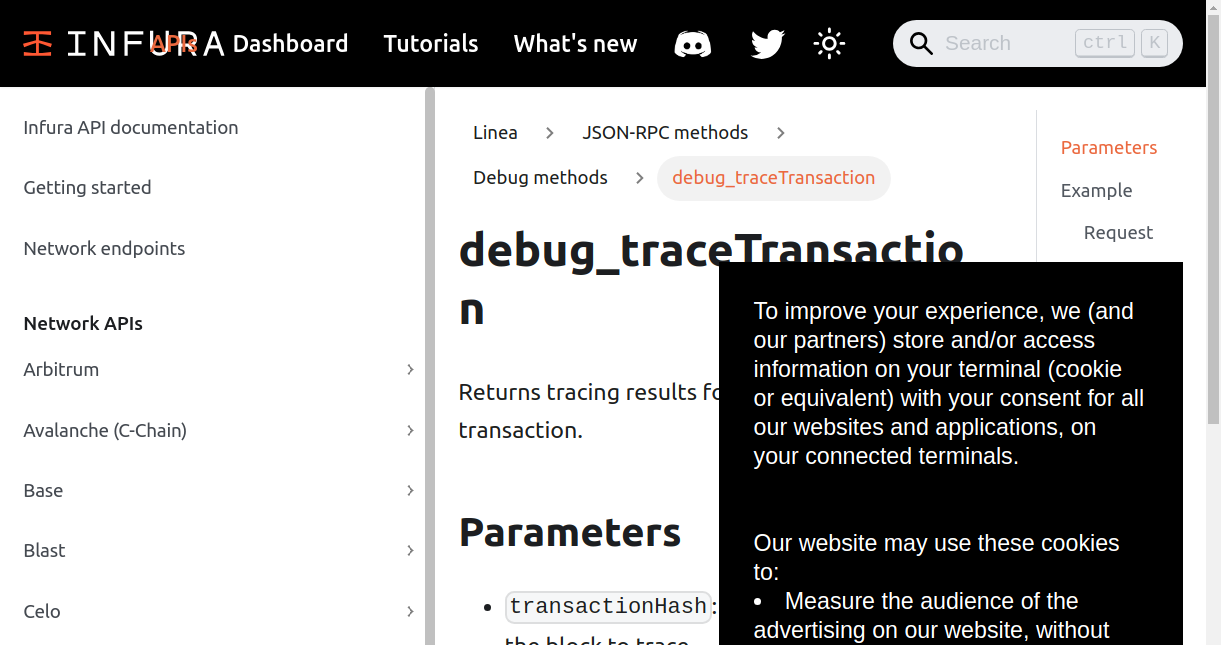 INFURA APIs Dashboard Tutorials What's new Search ctrl K
Infura API documentation
Getting started
Network endpoints
Network APIs
Arbitrum
Avalanche (C-Chain)
Base
Blast
Celo
Linea JSON-RPC methods
Debug methods debug_traceTransaction
debug_traceTransactio
n
Returns tracing results fo
transaction.
Parameters
• transactionHash:
the block to trace
Parameters
Example
Request
To improve your experience, we (and
our partners) store and/or access
information on your terminal (cookie
or equivalent) with your consent for all
our websites and applications, on
your connected terminals.
Our website may use these cookies
to:
• Measure the audience of the
advertising on our website, without